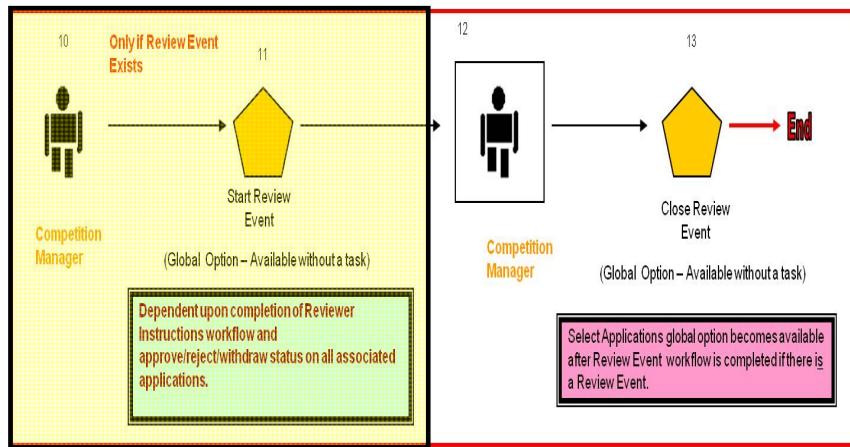 10
Only if Review Event
Exists
11
Start Review
Event
Competition
Manager
(Global Option – Available without a task)
Dependent upon completion of Reviewer
Instructions workflow and
approve/reject/withdraw status on all associated
applications.
12
13
End
Close Review
Event
Competition
Manager
(Global Option – Available without a task)
Select Applications global option becomes available
after Review Event workflow is completed if there is
a Review Event.